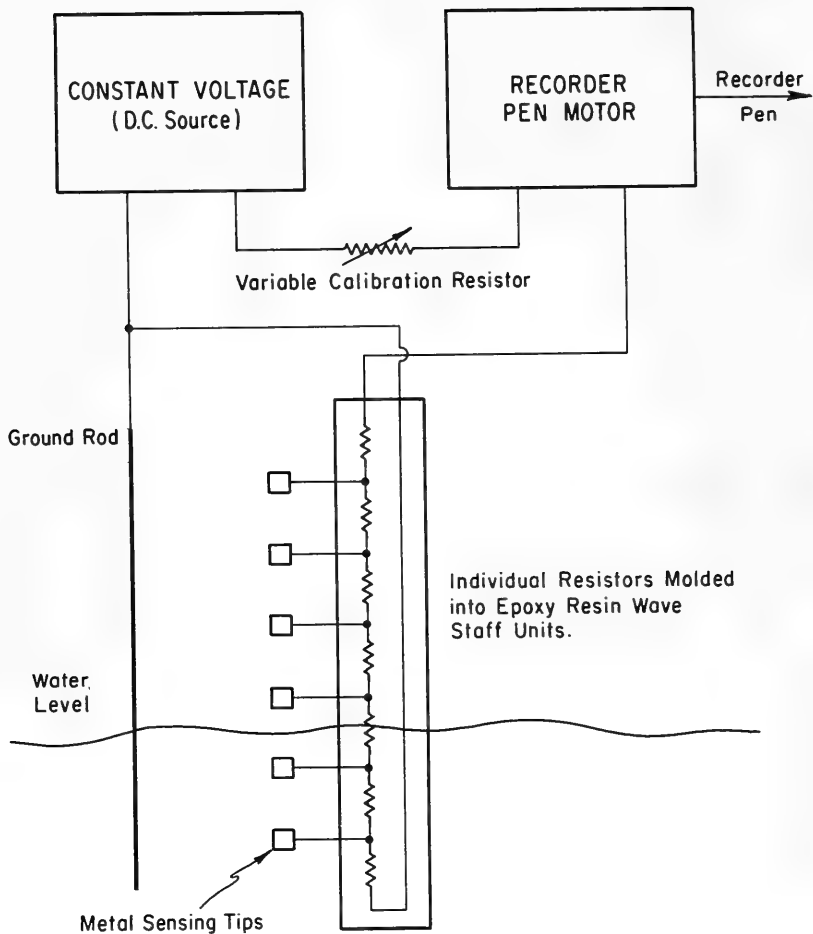 CONSTANT VOLTAGE
(D.C. Source)
RECORDER
PEN MOTOR
Recorder
Pen
Variable Calibration Resistor
Ground Rod
Individual Resistors Molded
into Epoxy Resin Wave
Staff Units.
Water
Level
Metal Sensing Tips